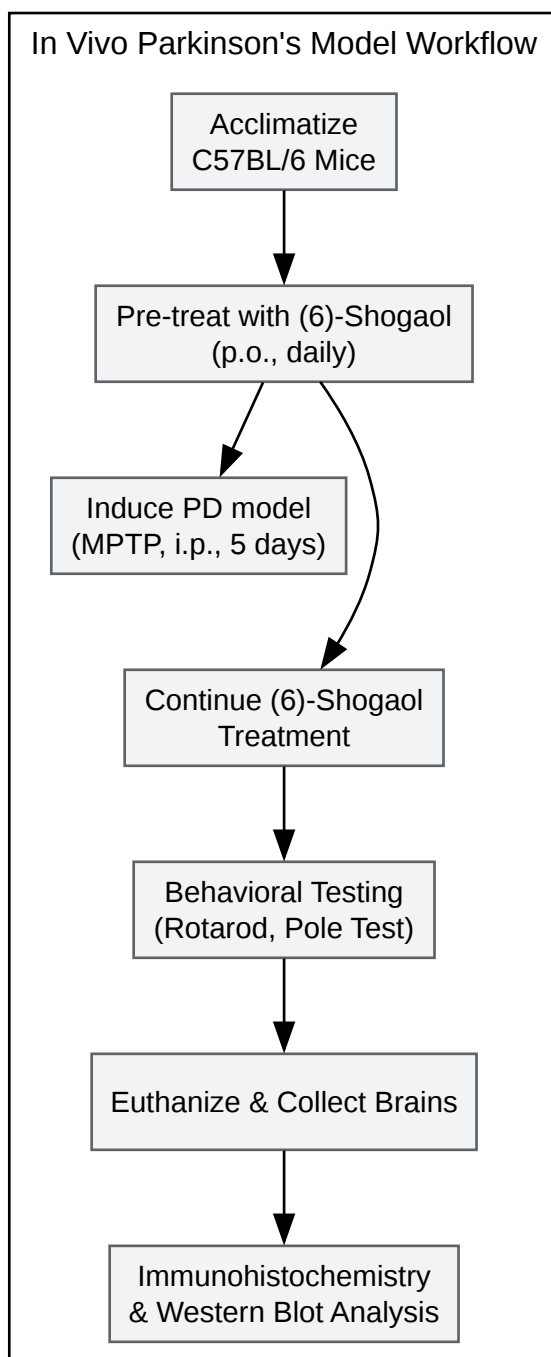 In Vivo Parkinson's Model Workflow
Acclimatize
C57BL/6 Mice
Pre-treat with (6)-Shogaol
(p.o., daily)
Induce PD model
(MPTP, i.p., 5 days)
Continue (6)-Shogaol
Treatment
Behavioral Testing
(Rotarod, Pole Test)
Euthanize & Collect Brains
Immunohistochemistry
& Western Blot Analysis